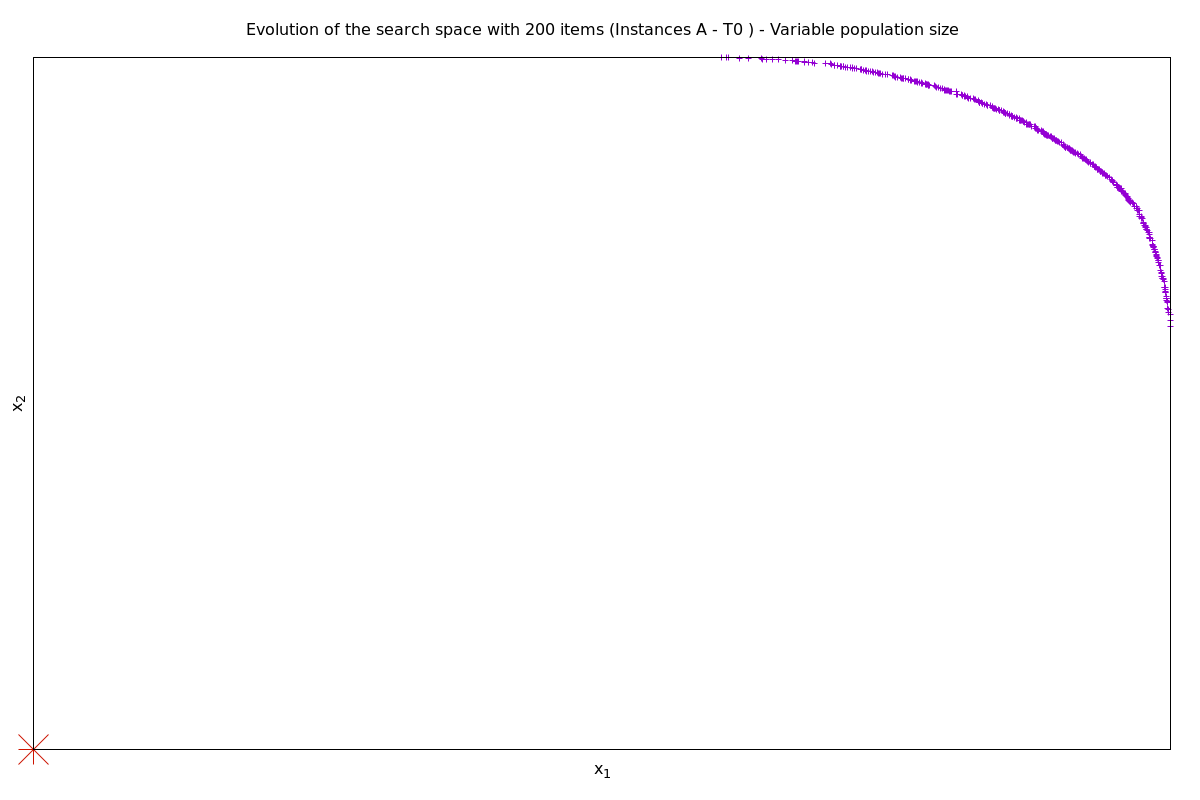 Evolution of the search space with 200 items (Instances A - T0 ) - Variable population size
x2
x1